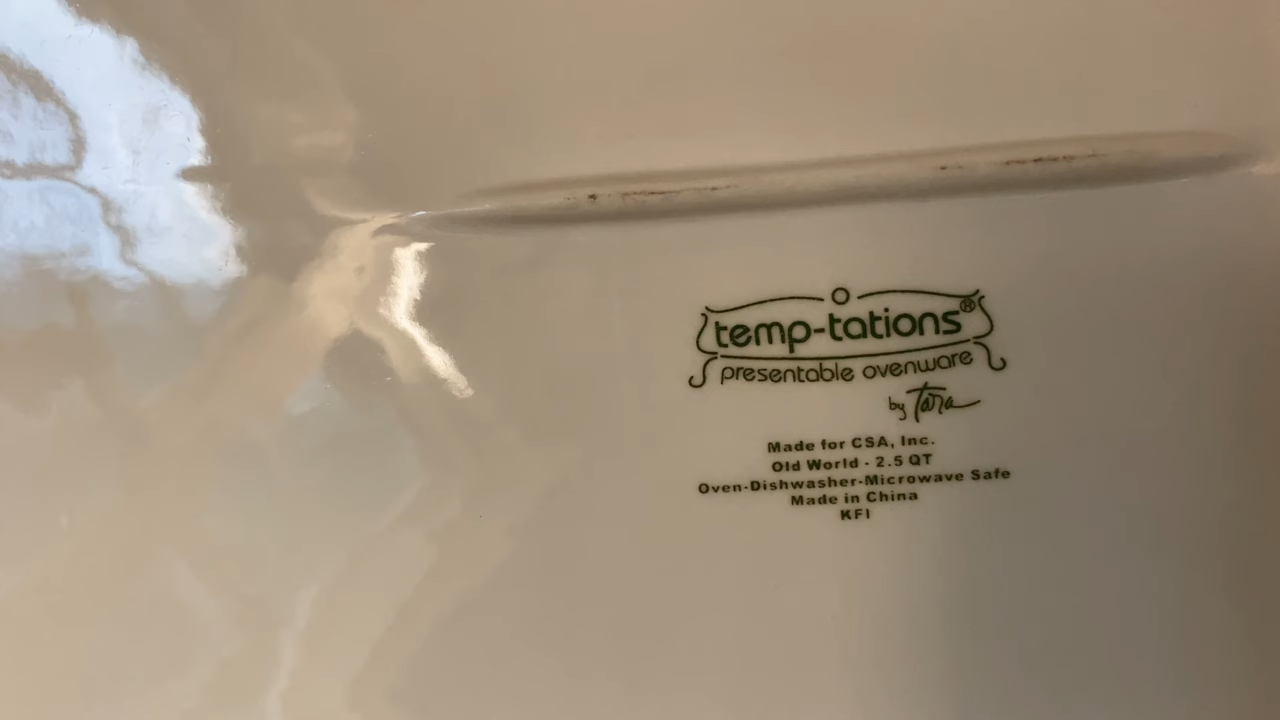 temp-tations®
presentable ovenware
by Tara
Made for CSA, Inc.
Old World - 2.5 QT
Oven-Dishwasher-Microwave Safe
Made in China
KFI